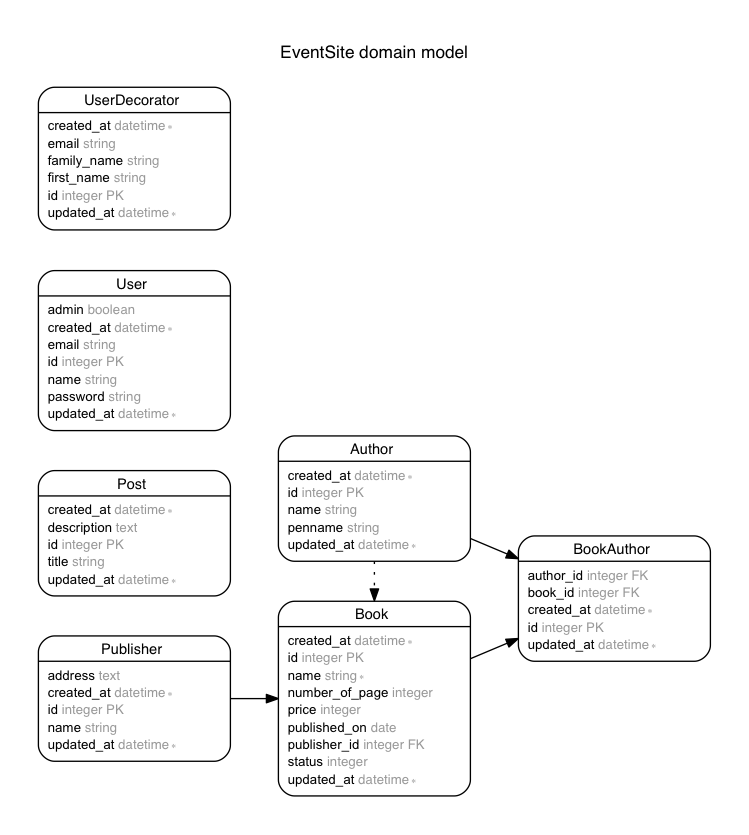 EventSite domain model
UserDecorator
created_at datetime *
email string
family_name string
first_name string
id integer PK
updated_at datetime *
User
admin boolean
created_at datetime *
email string
id integer PK
name string
password string
updated_at datetime *
Post
created_at datetime *
description text
id integer PK
title string
updated_at datetime *
Publisher
address text
created_at datetime *
id integer PK
name string
updated_at datetime *
Author
created_at datetime *
id integer PK
name string
penname string
updated_at datetime *
Book
created_at datetime *
id integer PK
name string *
number_of_page integer
price integer
published_on date
publisher_id integer FK
status integer
updated_at datetime *
BookAuthor
author_id integer FK
book_id integer FK
created_at datetime *
id integer PK
updated_at datetime *